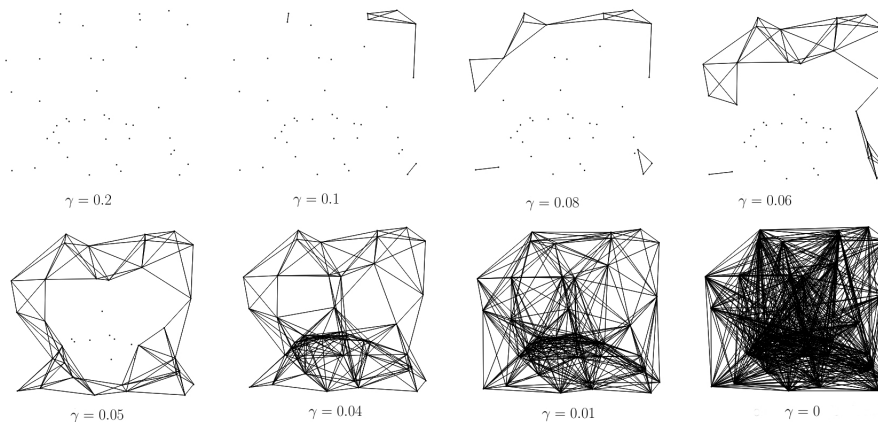 γ = 0.2
γ = 0.1
γ = 0.08
γ = 0.06
γ = 0.05
γ = 0.04
γ = 0.01
γ = 0